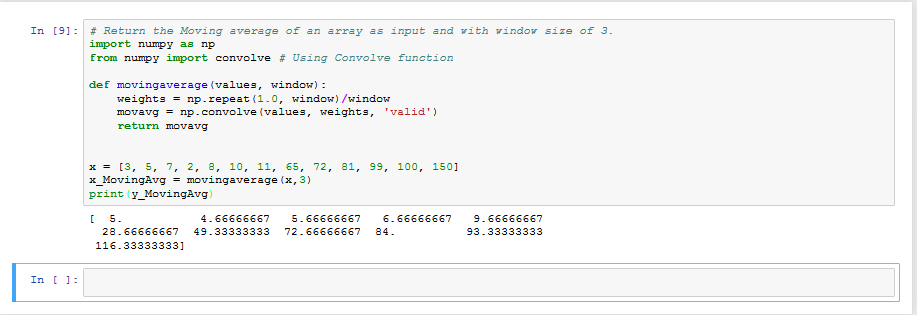 In [9]: # Return the Moving average of an array as input and with window size of 3.
import numpy as np
from numpy import convolve # Using Convolve function
def movingaverage(values, window):
weights = np.repeat(1.0, window)/window
movavg = np.convolve(values, weights, 'valid')
return movavg
x = [3, 5, 7, 2, 8, 10, 11, 65, 72, 81, 99, 100, 150]
x_MovingAvg = movingaverage(x,3)
print(y_MovingAvg)
[ 5. 4.66666667 5.66666667 6.66666667 9.66666667
28.66666667 49.33333333 72.66666667 84. 93.33333333
116.33333333]
In [ ]: